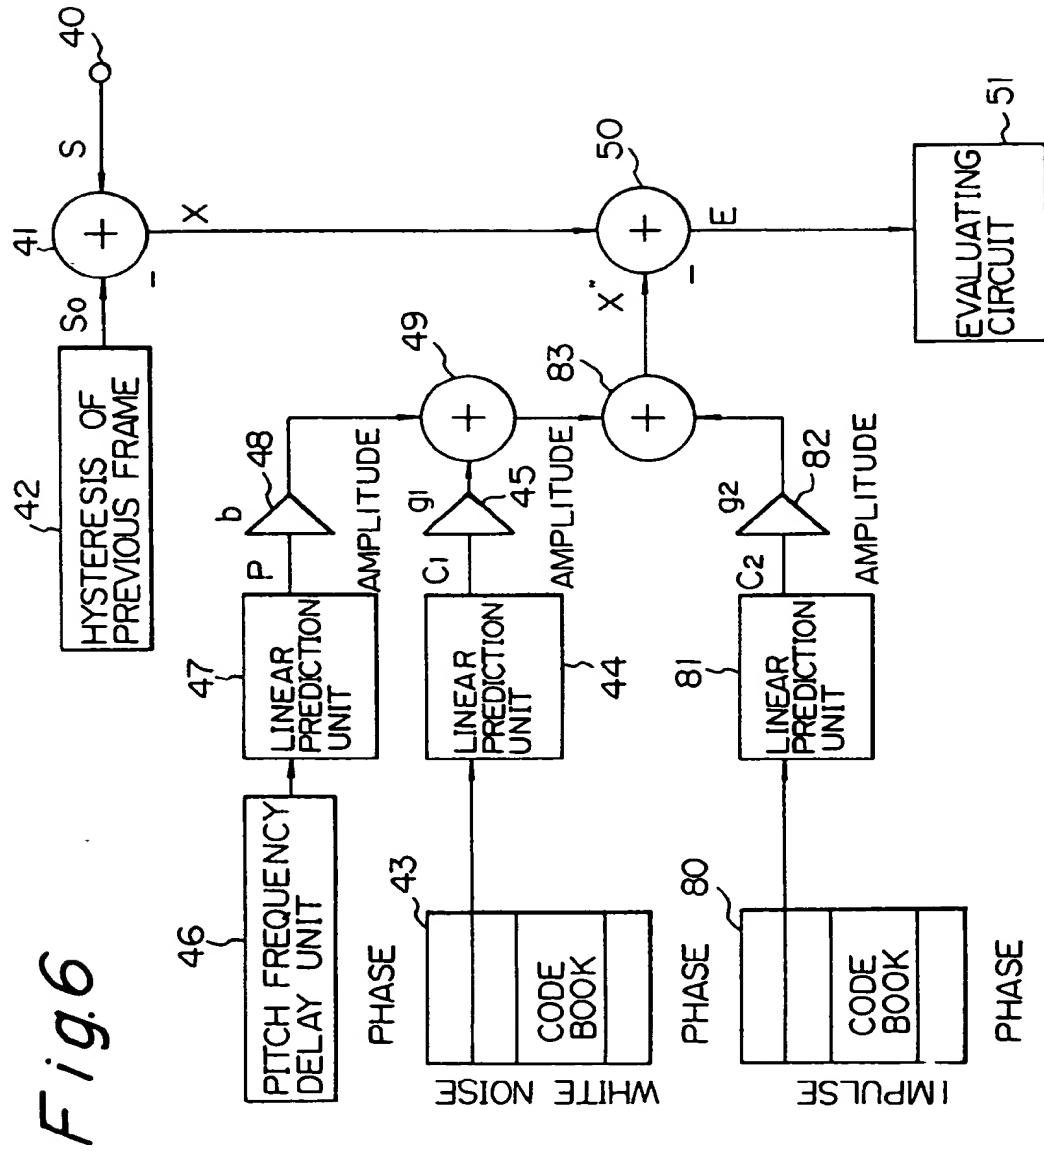 Fig.6
HYSTERESIS OF
PREVIOUS FRAME
42
So
41
+
-
S
40
X
PITCH FREQUENCY
DELAY UNIT
46
LINEAR
PREDICTION
UNIT
47
P
b
48
AMPLITUDE
PHASE
WHITE NOISE
CODE
BOOK
43
LINEAR
PREDICTION
UNIT
44
C1
g1
45
AMPLITUDE
+
49
PHASE
IMPULSE
CODE
BOOK
80
PHASE
LINEAR
PREDICTION
UNIT
81
C2
g2
82
AMPLITUDE
+
83
X"
-
+
50
E
EVALUATING
CIRCUIT
51